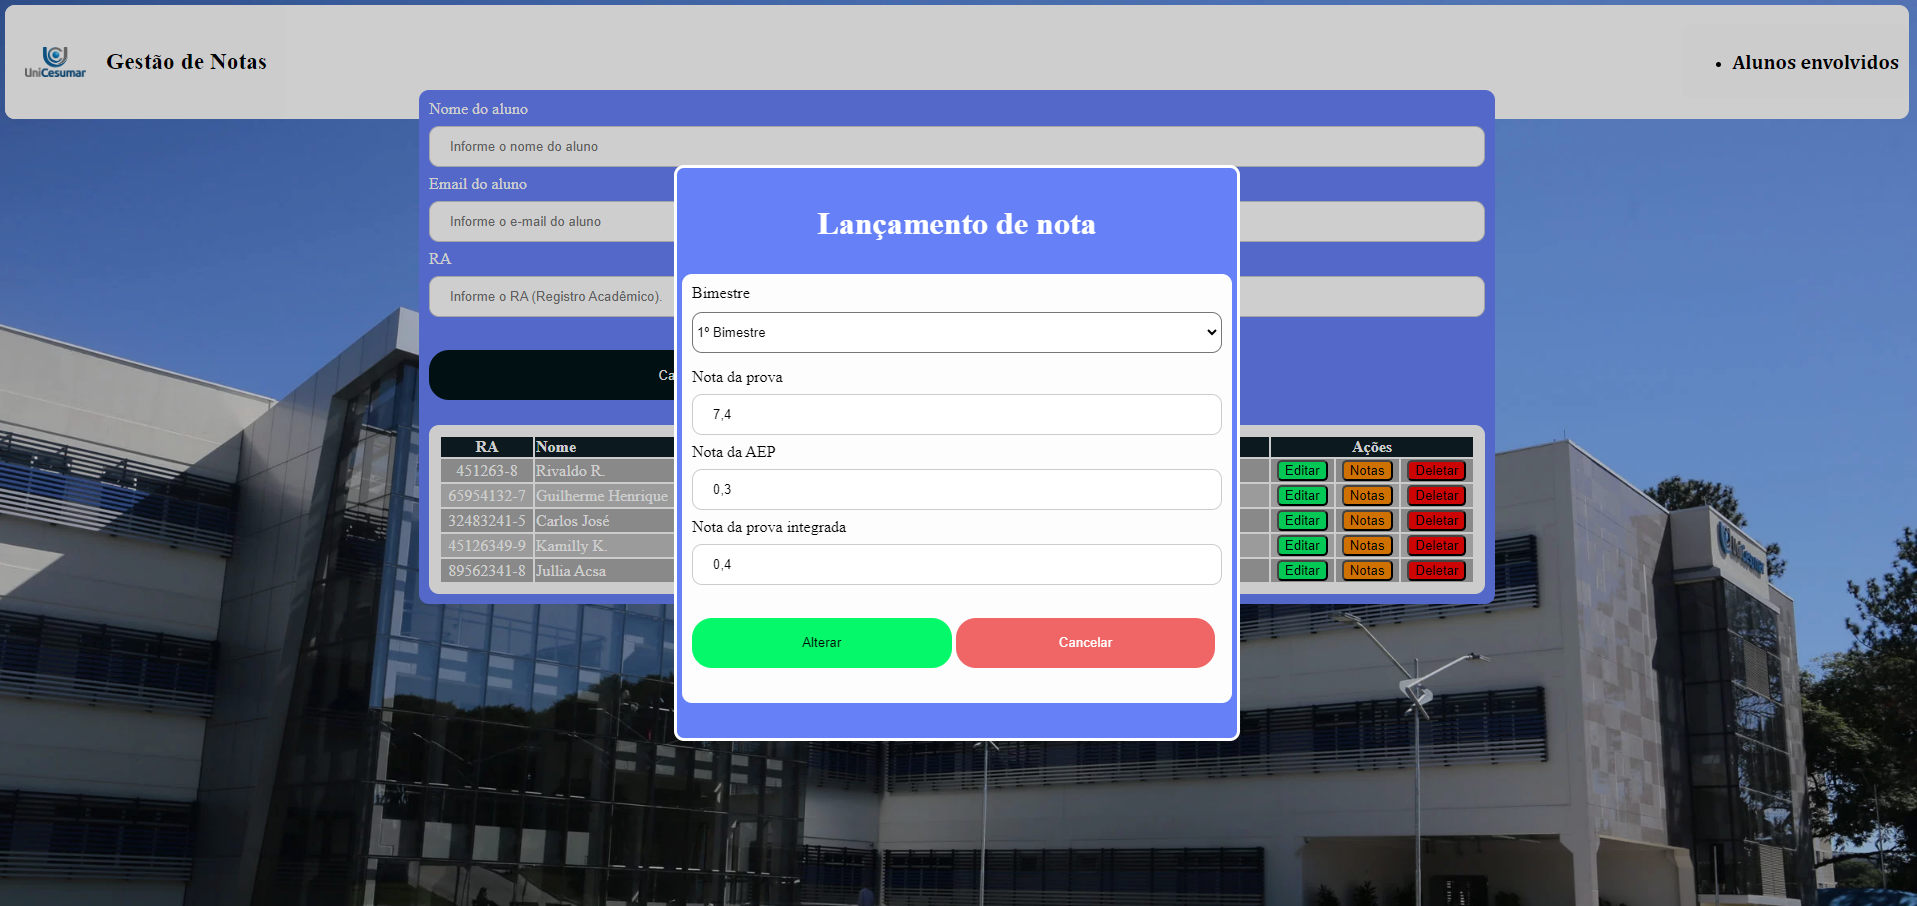 UniCesumar
Gestão de Notas
Alunos envolvidos
Nome do aluno
Informe o nome do aluno
Email do aluno
Informe o e-mail do aluno
RA
Informe o RA (Registro Acadêmico).
Lançamento de nota
Bimestre
1º Bimestre
Nota da prova
7,4
Nota da AEP
0,3
Nota da prova integrada
0,4
Alterar Cancelar
RA Nome Ações
451263-8 Rivaldo R. Editar Notas Deletar
65954132-7 Guilherme Henrique Editar Notas Deletar
32483241-5 Carlos José Editar Notas Deletar
45126349-9 Kamilly K. Editar Notas Deletar
89562341-8 Jullia Acsa Editar Notas Deletar
UniCesumar